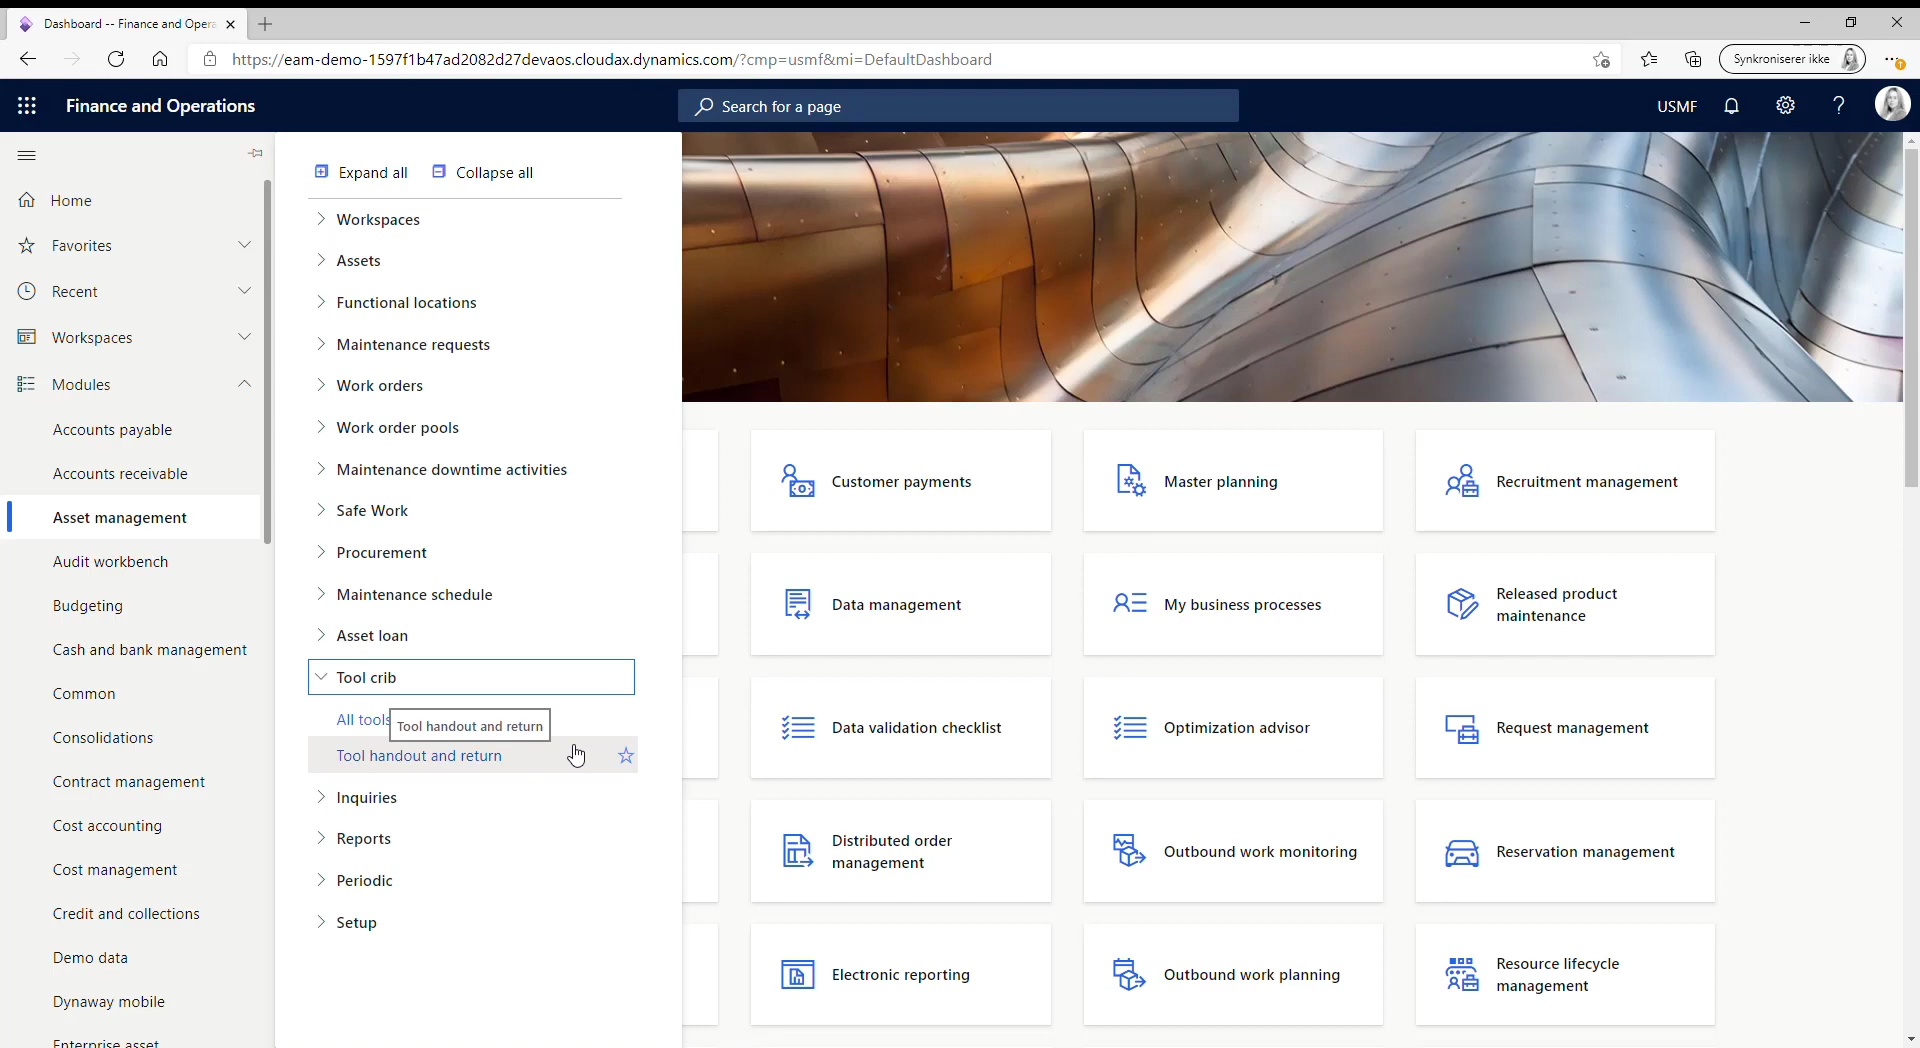 Dashboard -- Finance and Opera
https://eam-demo-1597f1b47ad2082d27devaos.cloudax.dynamics.com/?cmp=usmf&mi=DefaultDashboard
Synkroniserer ikke
Finance and Operations
Search for a page
USMF
Home
Favorites
Recent
Workspaces
Modules
Accounts payable
Accounts receivable
Asset management
Audit workbench
Budgeting
Cash and bank management
Common
Consolidations
Contract management
Cost accounting
Cost management
Credit and collections
Demo data
Dynaway mobile
Enterprise asset
Expand all
Collapse all
Workspaces
Assets
Functional locations
Maintenance requests
Work orders
Work order pools
Maintenance downtime activities
Safe Work
Procurement
Maintenance schedule
Asset loan
Tool crib
All tools
Tool handout and return
Tool handout and return
Inquiries
Reports
Periodic
Setup
Customer payments
Master planning
Recruitment management
Data management
My business processes
Released product
maintenance
Data validation checklist
Optimization advisor
Request management
Distributed order
management
Outbound work monitoring
Reservation management
Electronic reporting
Outbound work planning
Resource lifecycle
management